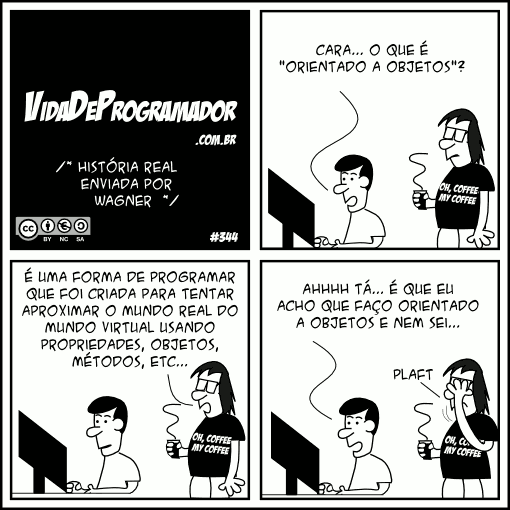 VidaDeProgramador
.com.br
/* HISTÓRIA REAL
ENVIADA POR
WAGNER */
cc
BY NC SA
#344
CARA... O QUE É
"ORIENTADO A OBJETOS"?
OH, COFFEE
MY COFFEE
É UMA FORMA DE PROGRAMAR
QUE FOI CRIADA PARA TENTAR
APROXIMAR O MUNDO REAL DO
MUNDO VIRTUAL USANDO
PROPRIEDADES, OBJETOS,
MÉTODOS, ETC...
OH, COFFEE
MY COFFEE
AHHHH TÁ... É QUE EU
ACHO QUE FAÇO ORIENTADO
A OBJETOS E NEM SEI...
PLAFT
OH, COFFEE
MY COFFEE